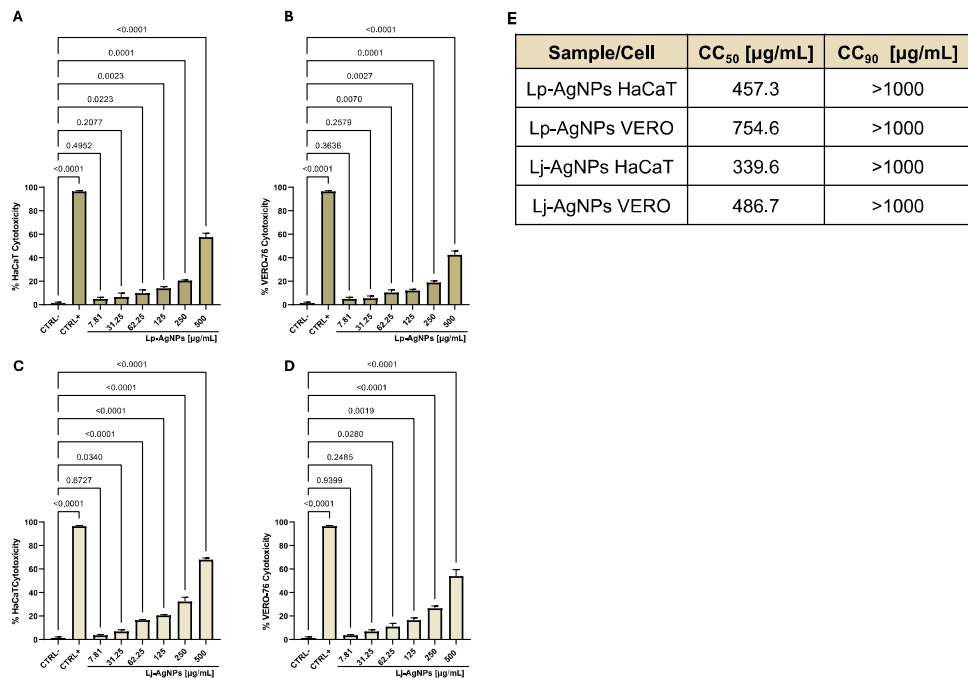 A
<0.0001
0.0001
0.0023
0.0223
0.2077
0.4952
<0.0001
% HaCaT Cytotoxicity
100
80
60
40
20
0
CTRL-
CTRL+
7.81
31.25
62.25
125
250
500
Lp-AgNPs [µg/mL]
B
<0.0001
<0.0001
0.0027
0.0070
0.2579
0.3636
<0.0001
% VERO-76 Cytotoxicity
100
80
60
40
20
0
CTRL-
CTRL+
7.81
31.25
62.25
125
250
500
Lp-AgNPs [µg/mL]
C
<0.0001
<0.0001
<0.0001
<0.0001
0.0340
0.6727
<0.0001
% HaCaTCytotoxicity
100
80
60
40
20
0
CTRL-
CTRL+
7.81
31.25
62.25
125
250
500
Lj-AgNPs [µg/mL]
D
<0.0001
<0.0001
0.0019
0.0280
0.2485
0.9399
<0.0001
% VERO-76 Cytotoxicity
100
80
60
40
20
0
CTRL-
CTRL+
7.81
31.25
62.25
125
250
500
Lj-AgNPs [µg/mL]
E
Sample/Cell CC50 [µg/mL] CC90 [µg/mL]
Lp-AgNPs HaCaT 457.3 >1000
Lp-AgNPs VERO 754.6 >1000
Lj-AgNPs HaCaT 339.6 >1000
Lj-AgNPs VERO 486.7 >1000